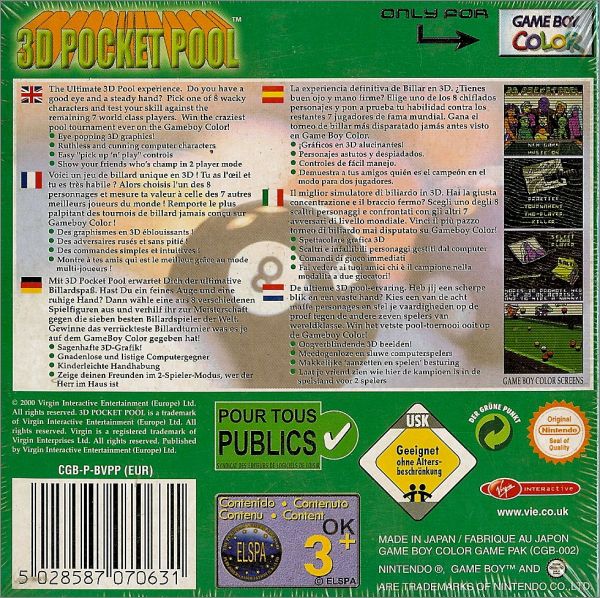 3D POCKET POOL™
ONLY FOR
GAME BOY
COLOR
The Ultimate 3D Pool experience. Do you have a
good eye and a steady hand? Pick one of 8 wacky
characters and test your skill against the
remaining 7 world class players. Win the craziest
pool tournament ever on the Gameboy Color!
• Eye-popping 3D graphics!
• Ruthless and cunning computer characters
• Easy "pick up 'n' play" controls
• Show your friends who's champ in 2 player mode
Voici un jeu de billard unique en 3D ! Tu as l'œil et
tu es très habile ? Alors choisis l'un des 8
personnages et mesure ta valeur à celle des 7 autres
meilleurs joueurs du monde ! Remporte le plus
palpitant des tournois de billard jamais conçu sur
Gameboy Color !
• Des graphismes en 3D éblouissants !
• Des adversaires rusés et sans pitié !
• Des commandes simples et intuitives !
• Montre à tes amis qui est le meilleur grâce au mode
multi-joueurs !
Mit 3D Pocket Pool erwartet Dich der ultimative
Billardspaß. Hast Du ein feines Auge und eine
ruhige Hand? Dann wähle eine aus 8 verschiedenen
Spielfiguren aus und verhilf ihr zur Meisterschaft
gegen die sieben besten Billardspieler der Welt.
Gewinne das verrückteste Billardturnier was es je
auf dem GameBoy Color gegeben hat!
• Sagenhafte 3D-Grafik!
• Gnadenlose und listige Computergegner
• Kinderleichte Handhabung
• Zeige deinen Freunden im 2-Spieler-Modus, wer der
Herr im Haus ist
La experiencia definitiva de Billar en 3D. ¿Tienes
buen ojo y mano firme? Elige uno de los 8 chiflados
personajes y pon a prueba tu habilidad contra los
restantes 7 jugadores de fama mundial. Gana el
torneo de billar más disparatado jamás antes visto
en Game Boy Color.
• ¡Gráficos en 3D alucinantes!
• Personajes astutos y despiadados.
• Controles de fácil manejo.
• Demuestra a tus amigos quién es el campeón en el
modo para dos jugadores.
Il miglior simulatore di biliardo in 3D. Hai la giusta
concentrazione e il braccio fermo? Scegli uno degli 8
scaltri personaggi e confrontati con gli altri 7
avversari di livello mondiale. Vinci il più pazzo
torneo di biliardo mai disputato su Gameboy Color!
• Spettacolare grafica 3D
• Scaltri e infallibili personaggi gestiti dal computer
• Comandi di gioco immediati
• Fai vedere ai tuoi amici chi è il campione nella
modalità a due giocatori!
De ultieme 3D pool-ervaring. Heb jij een scherpe
blik en een vaste hand? Kies een van de acht
maffe personages en stel je vaardigheden op
de proef tegen de andere zeven spelers van
wereldklasse. Win het vetste pool-toernooi ooit op
de Gameboy Color!
• Oogverblindende 3D beelden!
• Meedogenloze en sluwe computerspelers
• Makkelijke 'aanzetten en spelen' besturing
• Laat je vriend zien wie hier de kampioen is in de
spelstand voor 2 spelers
NEW GAME
PRACTICE
TOURNAMENT
TWO-PLAYER
SELECT
GAME BOY COLOR SCREENS
© 2000 Virgin Interactive Entertainment (Europe) Ltd.
All rights reserved. 3D POCKET POOL is a trademark
of Virgin Interactive Entertainment (Europe) Ltd. All
rights reserved. Virgin is a registered trademark of
Virgin Enterprises Ltd. All rights reserved. Published
by Virgin Interactive Entertainment (Europe) Ltd.
CGB-P-BVPP (EUR)
5 028587 070631
POUR TOUS
PUBLICS
SYNDICAT DES EDITEURS DE LOGICIELS DE LOISIR
Contenido • Contenuto
Contenu • Content
ELSPA
OK
3+
© ELSPA
USK
Geeignet
ohne Alters-
beschränkung
DER GRÜNE PUNKT
Original
Nintendo
Seal of
Quality
Virgin INTERACTIVE
www.vie.co.uk
MADE IN JAPAN / FABRIQUE AU JAPON
GAME BOY COLOR GAME PAK (CGB-002)
NINTENDO ®, GAME BOY™ AND
ARE TRADEMARKS OF NINTENDO CO., LTD.